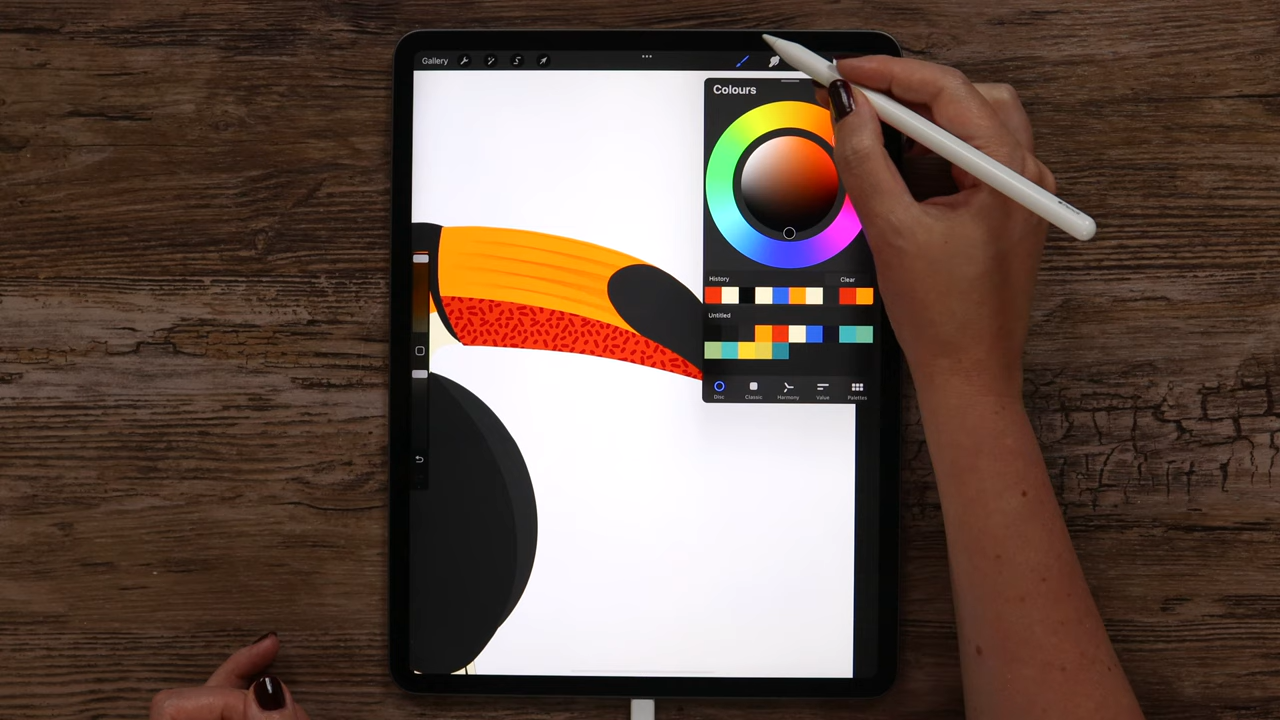 Gallery
Colours
History Clear
Untitled
Disc Classic Harmony Value Palettes